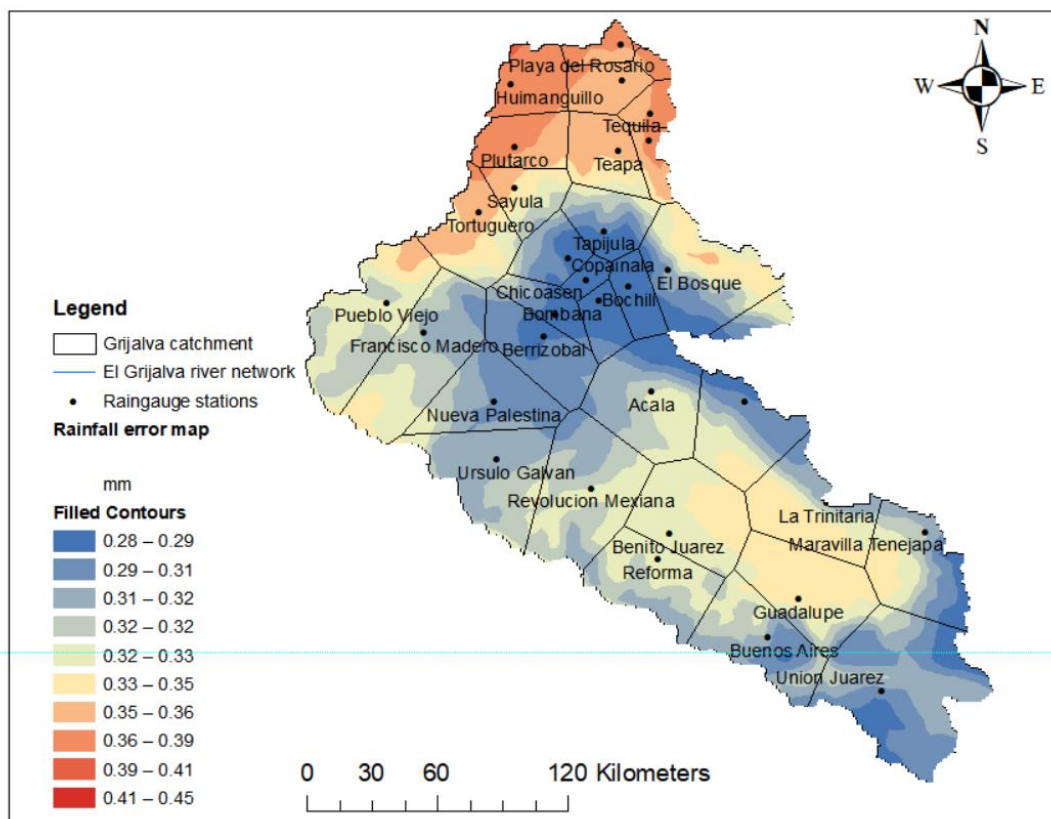 N
W
E
S
Playa del Rosario
Huimanguillo
Tequila
Plutarco
Teapa
Sayula
Tortuguero
Tapijula
Copainala
El Bosque
Chicoasen
Bochill
Bombana
Pueblo Viejo
Francisco Madero
Berrizobal
Acala
Nueva Palestina
Ursulo Galvan
Revolucion Mexiana
La Trinitaria
Benito Juarez
Maravilla Tenejapa
Reforma
Guadalupe
Buenos Aires
Union Juarez
Legend
Grijalva catchment
El Grijalva river network
Raingauge stations
Rainfall error map
mm
Filled Contours
0.28 – 0.29
0.29 – 0.31
0.31 – 0.32
0.32 – 0.32
0.32 – 0.33
0.33 – 0.35
0.35 – 0.36
0.36 – 0.39
0.39 – 0.41
0.41 – 0.45
0 30 60 120 Kilometers